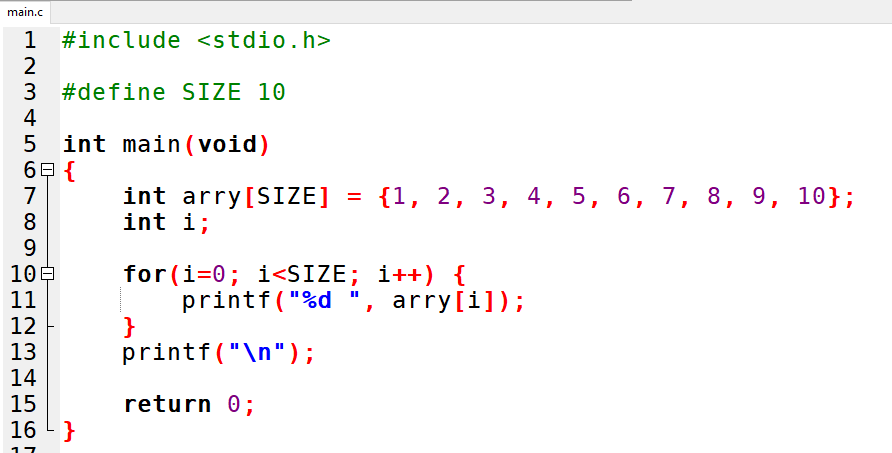 main.c
1 #include <stdio.h>
2
3 #define SIZE 10
4
5 int main(void)
6 {
7     int arry[SIZE] = {1, 2, 3, 4, 5, 6, 7, 8, 9, 10};
8     int i;
9
10     for(i=0; i<SIZE; i++) {
11         printf("%d ", arry[i]);
12     }
13     printf("\n");
14
15     return 0;
16 }
17